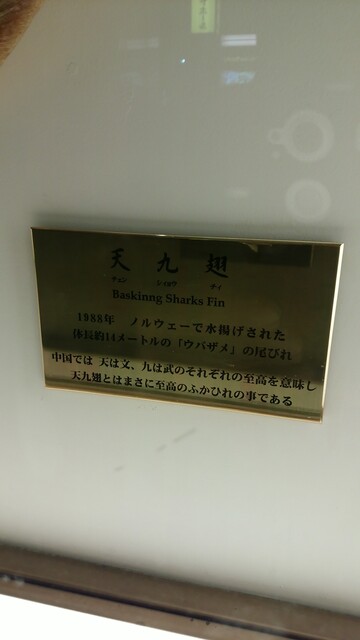 天九翅
チェン シィョウ ディ
Baskinng Sharks Fin
1988年 ノルウェーで水揚げされた
体長約14メートルの「ウバザメ」の尾びれ
中国では 天は文、九は武のそれぞれの至高を意味し
天九翅とはまさに至高のふかひれの事である